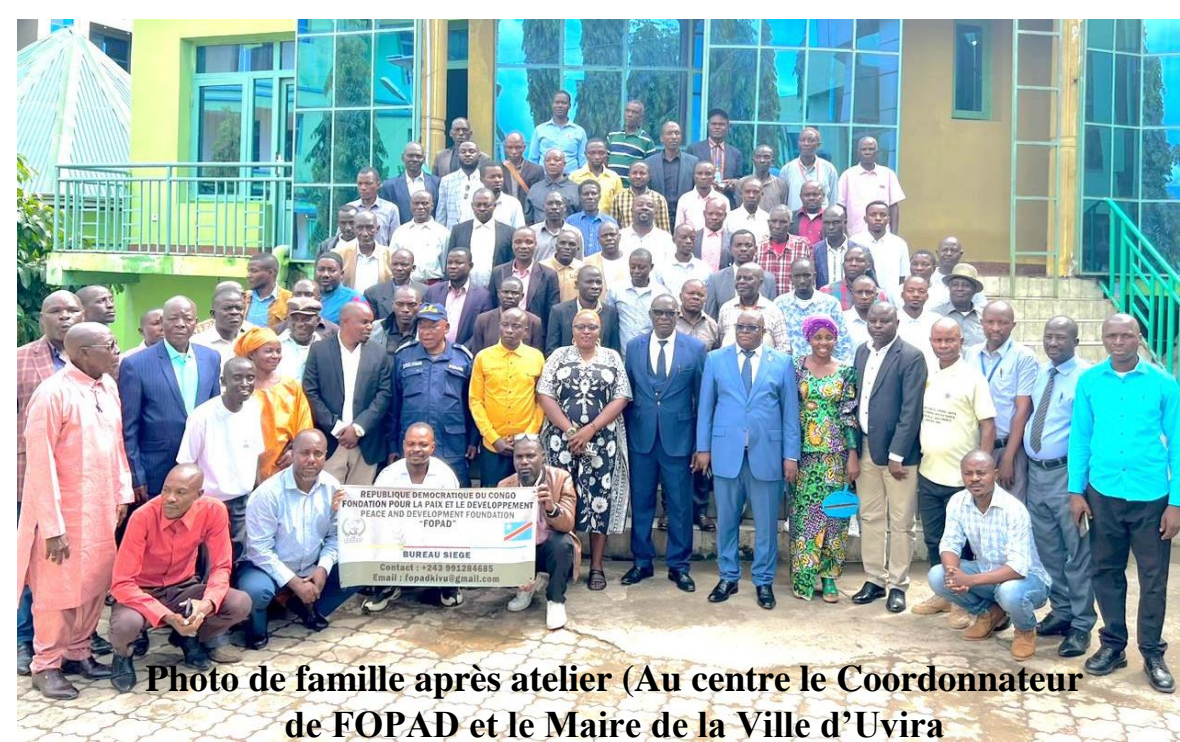 REPUBLIQUE DEMOCRATIQUE DU CONGO
FONDATION POUR LA PAIX ET LE DEVELOPPEMENT
PEACE AND DEVELOPMENT FOUNDATION
"FOPAD"
BUREAU SIEGE
Contact : +243 991284685
Email : fopadkivu@gmail.com
Photo de famille après atelier (Au centre le Coordonnateur
de FOPAD et le Maire de la Ville d'Uvira